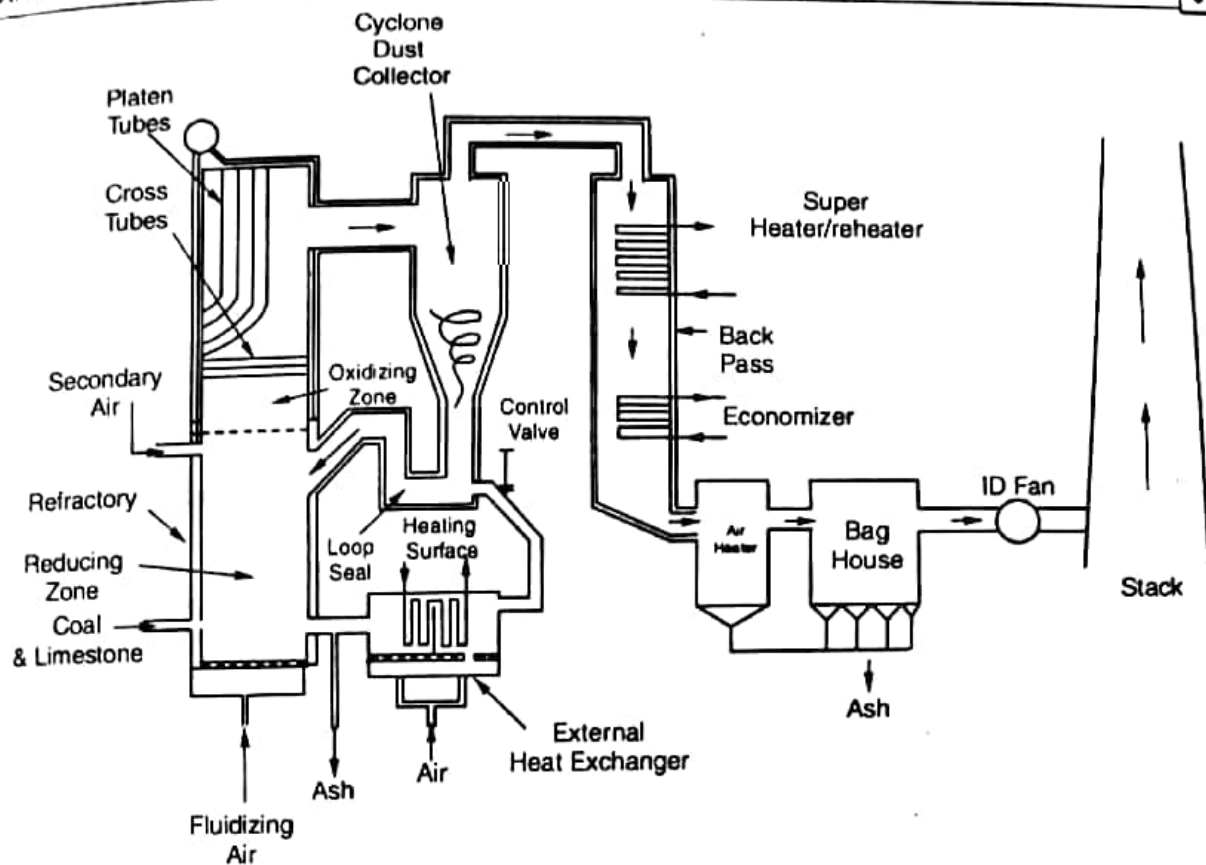 Cyclone
Dust
Collector
Platen
Tubes
Cross
Tubes
Super
Heater/reheater
Secondary
Air
Oxidizing
Zone
Control
Valve
Back
Pass
Economizer
Refractory
Reducing
Zone
Loop
Seal
Heating
Surface
Air
Heater
Bag
House
ID Fan
Stack
Coal
& Limestone
Ash
Air
External
Heat Exchanger
Ash
Fluidizing
Air